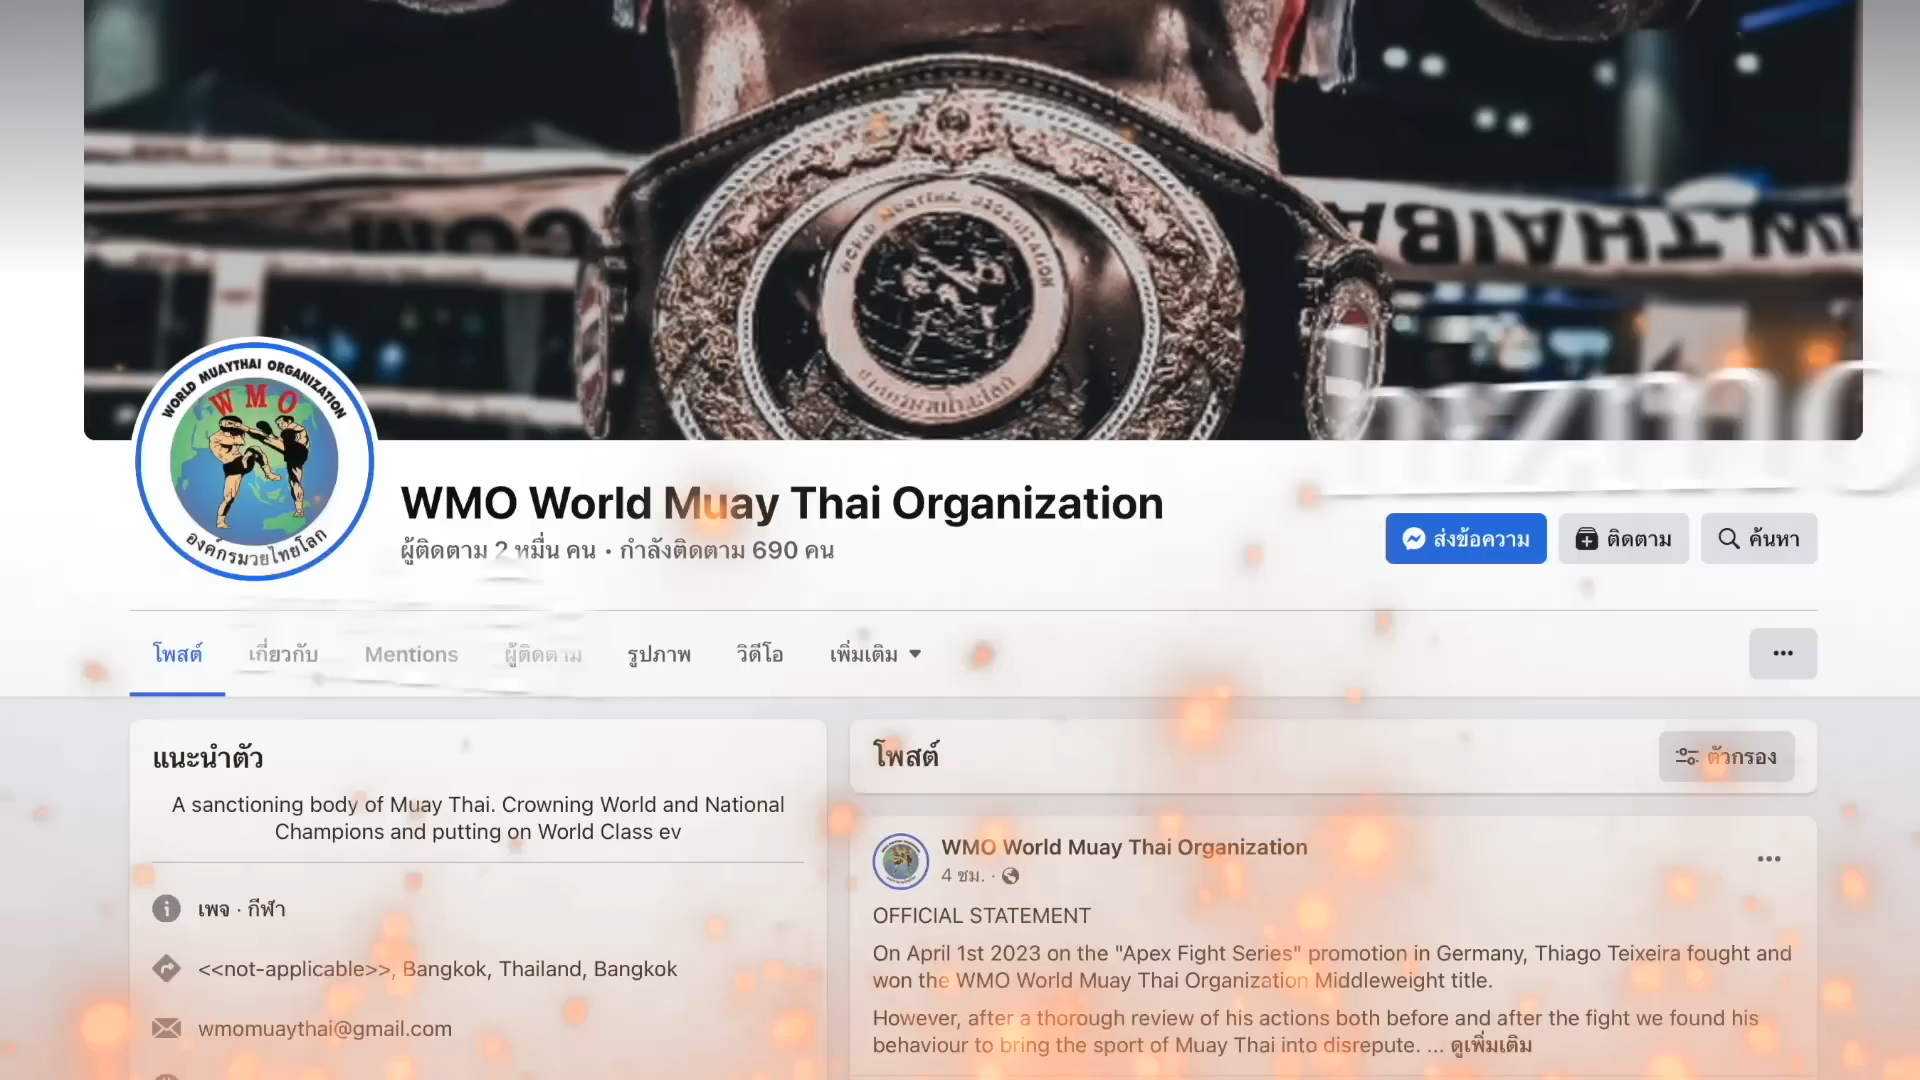 WORLD MUAYTHAI ORGANIZATION
WMO
องค์กรมวยไทยโลก
WMO World Muay Thai Organization
ผู้ติดตาม 2 หมื่น คน • กำลังติดตาม 690 คน
ส่งข้อความ
ติดตาม
ค้นหา
โพสต์ เกี่ยวกับ Mentions ผู้ติดตาม รูปภาพ วิดีโอ เพิ่มเติม
แนะนำตัว
A sanctioning body of Muay Thai. Crowning World and National
Champions and putting on World Class ev
เพจ · กีฬา
<<not-applicable>>, Bangkok, Thailand, Bangkok
wmomuaythai@gmail.com
โพสต์
ตัวกรอง
WMO World Muay Thai Organization
4 ชม. ·
OFFICIAL STATEMENT
On April 1st 2023 on the "Apex Fight Series" promotion in Germany, Thiago Teixeira fought and
won the WMO World Muay Thai Organization Middleweight title.
However, after a thorough review of his actions both before and after the fight we found his
behaviour to bring the sport of Muay Thai into disrepute. ... ดูเพิ่มเติม